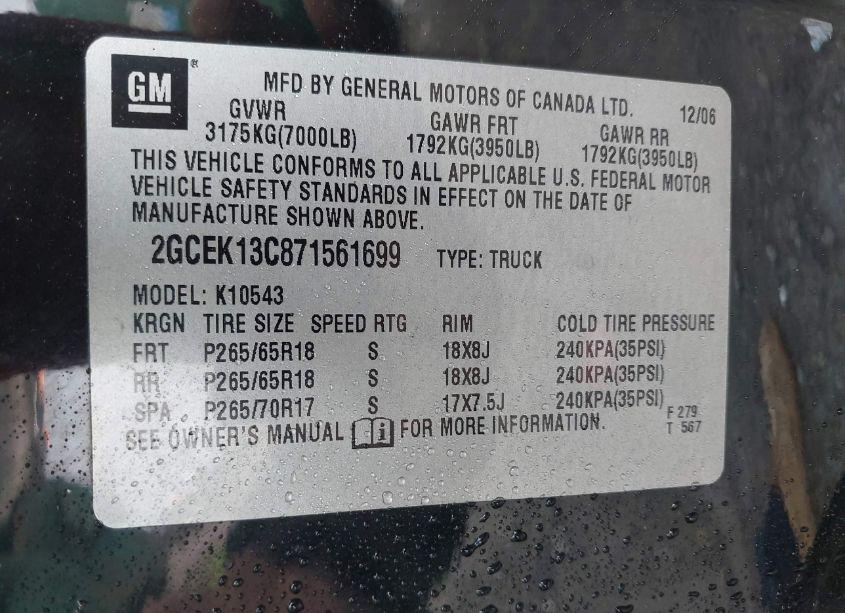 GM ®
MFD BY GENERAL MOTORS OF CANADA LTD. 12/06
GVWR GAWR FRT GAWR RR
3175KG(7000LB) 1792KG(3950LB) 1792KG(3950LB)
THIS VEHICLE CONFORMS TO ALL APPLICABLE U.S. FEDERAL MOTOR
VEHICLE SAFETY STANDARDS IN EFFECT ON THE DATE OF
MANUFACTURE SHOWN ABOVE.
2GCEK13C871561699 TYPE: TRUCK
MODEL: K10543
KRGN TIRE SIZE SPEED RTG RIM COLD TIRE PRESSURE
FRT P265/65R18 S 18X8J 240KPA(35PSI)
RR P265/65R18 S 18X8J 240KPA(35PSI)
SPA P265/70R17 S 17X7.5J 240KPA(35PSI)
SEE OWNER'S MANUAL i FOR MORE INFORMATION.
F 279
T 567